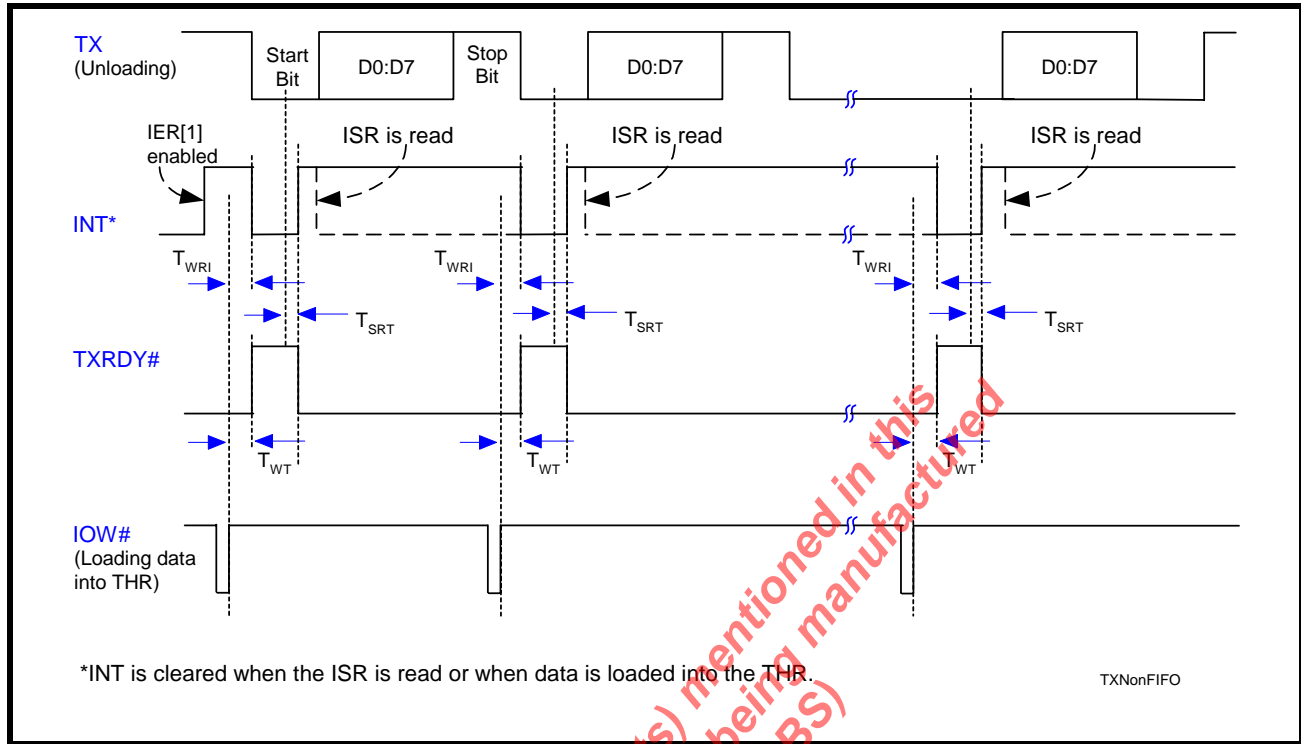 TX
(Unloading)
Start
Bit
D0:D7
Stop
Bit
D0:D7
D0:D7
IER[1]
enabled
ISR is read
ISR is read
ISR is read
INT*
TWRI
TWRI
TWRI
TSRT
TSRT
TSRT
TXRDY#
TWT
TWT
TWT
IOW#
(Loading data
into THR)
*INT is cleared when the ISR is read or when data is loaded into the THR.
TXNonFIFO
mentioned in this
being manufactured